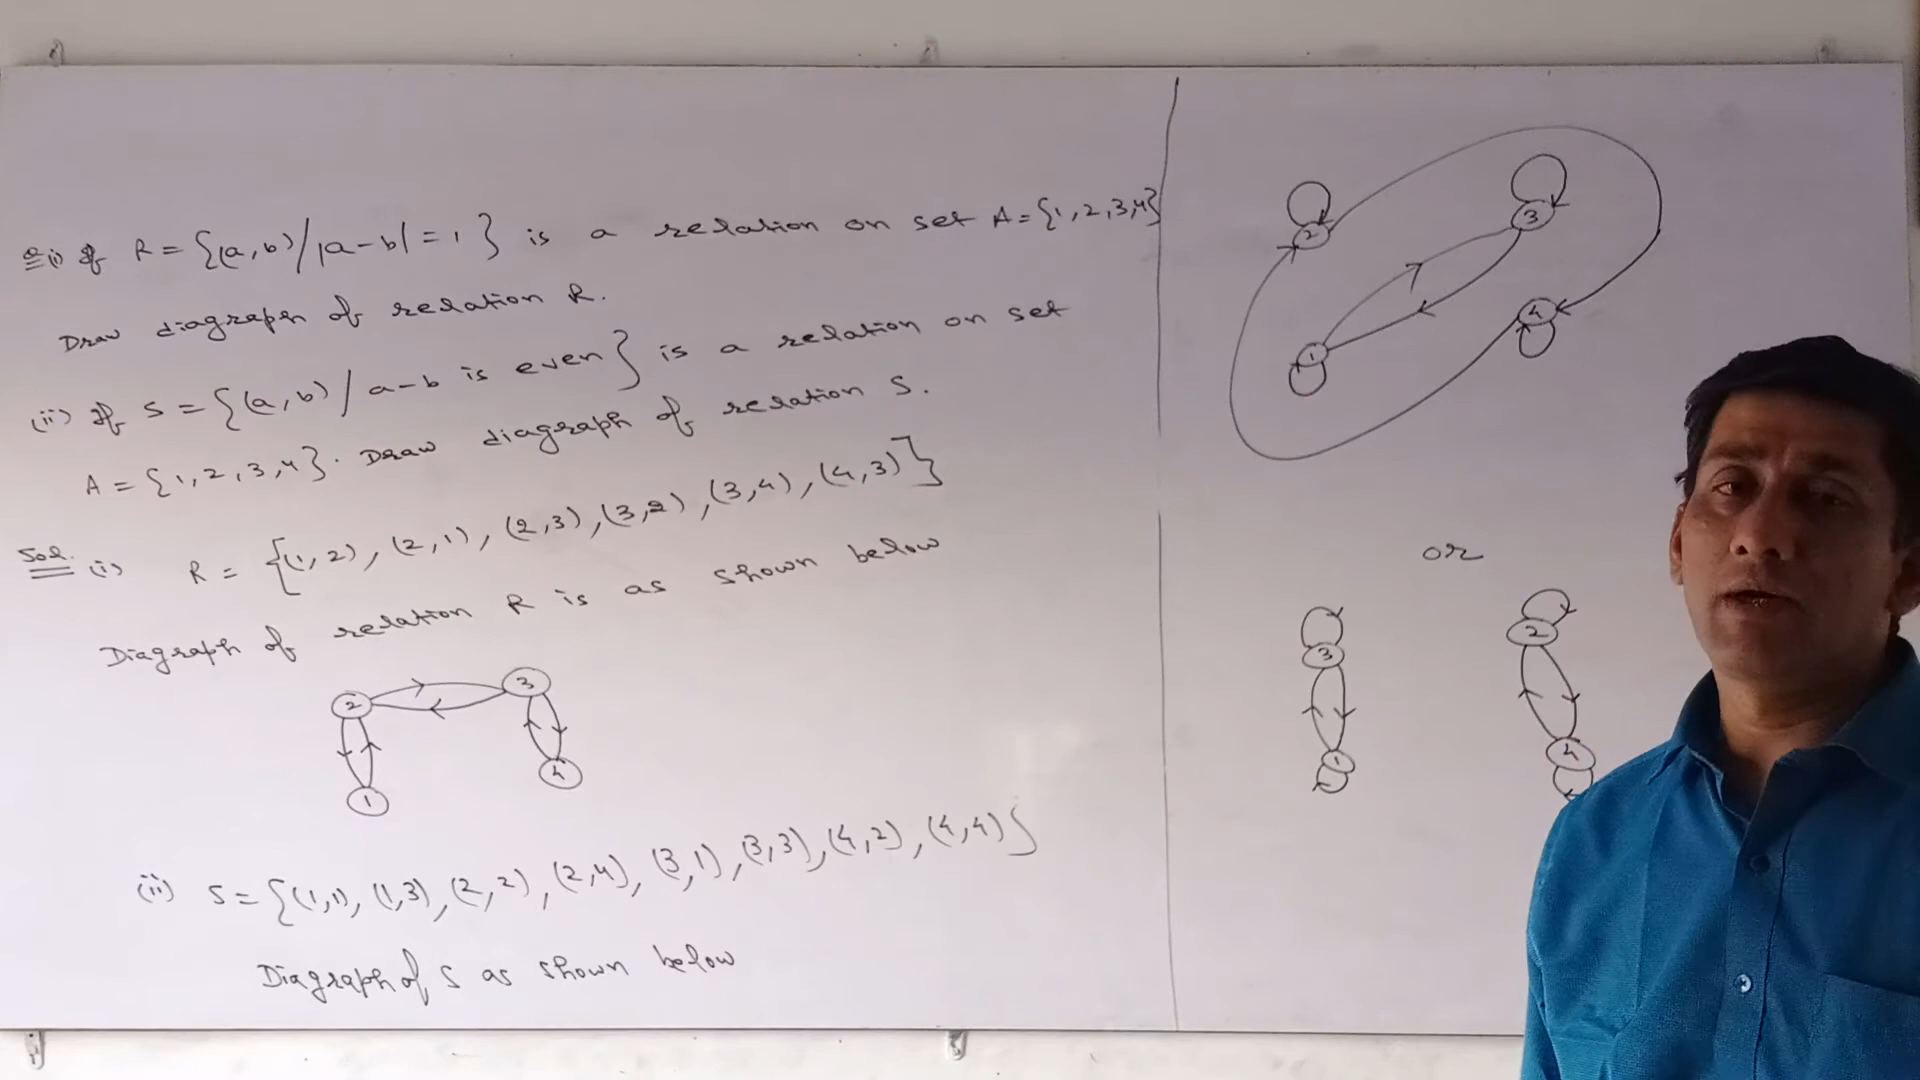 Q(i) If R = {(a,b)/|a-b|=1} is a relation on set A={1,2,3,4}
Draw diagraph of relation R.
(ii) If S = {(a,b)/a-b is even} is a relation on set
A = {1,2,3,4}. Draw diagraph of relation S.
Sol. (i) R = {(1,2), (2,1), (2,3), (3,2), (3,4), (4,3)}
Diagraph of relation R is as shown below
2 3
1 4
(ii) S = {(1,1), (1,3), (2,2), (2,4), (3,1), (3,3), (4,2), (4,4)}
Diagraph of S as shown below
2 3
1 4
or
3 2
1 4